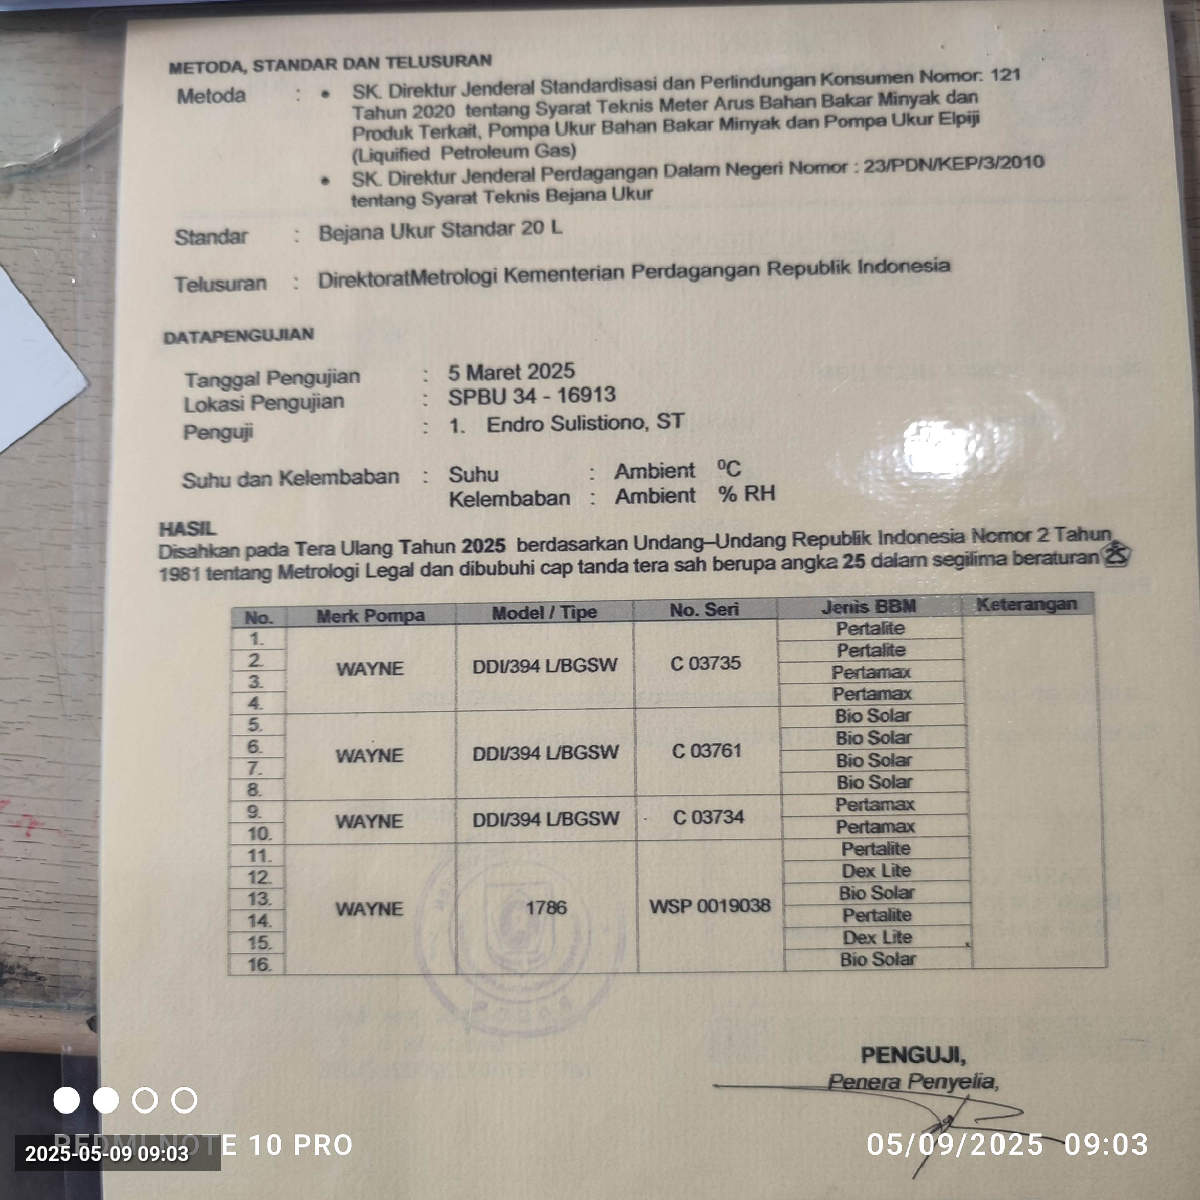 METODA, STANDAR DAN TELUSURAN
Metoda : • SK. Direktur Jenderal Standardisasi dan Perlindungan Konsumen Nomor: 121
Tahun 2020 tentang Syarat Teknis Meter Arus Bahan Bakar Minyak dan
Produk Terkait, Pompa Ukur Bahan Bakar Minyak dan Pompa Ukur Elpiji
(Liquified Petroleum Gas)
• SK. Direktur Jenderal Perdagangan Dalam Negeri Nomor : 23/PDN/KEP/3/2010
tentang Syarat Teknis Bejana Ukur
Standar : Bejana Ukur Standar 20 L
Telusuran : DirektoratMetrologi Kementerian Perdagangan Republik Indonesia
DATAPENGUJIAN
Tanggal Pengujian : 5 Maret 2025
Lokasi Pengujian : SPBU 34 - 16913
Penguji : 1. Endro Sulistiono, ST
Suhu dan Kelembaban : Suhu : Ambient ⁰C
Kelembaban : Ambient % RH
HASIL
Disahkan pada Tera Ulang Tahun 2025 berdasarkan Undang–Undang Republik Indonesia Nomor 2 Tahun
1981 tentang Metrologi Legal dan dibubuhi cap tanda tera sah berupa angka 25 dalam segilima beraturan 25
No. Merk Pompa Model / Tipe No. Seri Jenis BBM Keterangan
1. Pertalite
2. Pertalite
WAYNE DDI/394 L/BGSW C 03735
3. Pertamax
4. Pertamax
5. Bio Solar
6. Bio Solar
WAYNE DDI/394 L/BGSW C 03761
7. Bio Solar
8. Bio Solar
9. Pertamax
WAYNE DDI/394 L/BGSW C 03734
10. Pertamax
11. Pertalite
12. Dex Lite
13. Bio Solar
WAYNE 1786 WSP 0019038
14. Pertalite
15. Dex Lite
16. Bio Solar
PENGUJI,
Penera Penyelia,
REDMI NOTE 10 PRO
2025-05-09 09:03
05/09/2025 09:03